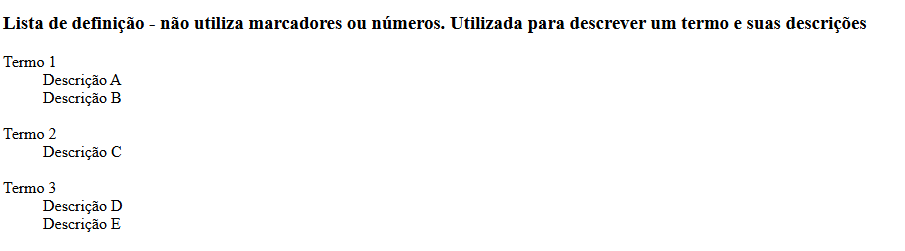 Lista de definição - não utiliza marcadores ou números. Utilizada para descrever um termo e suas descrições
Termo 1
Descrição A
Descrição B
Termo 2
Descrição C
Termo 3
Descrição D
Descrição E